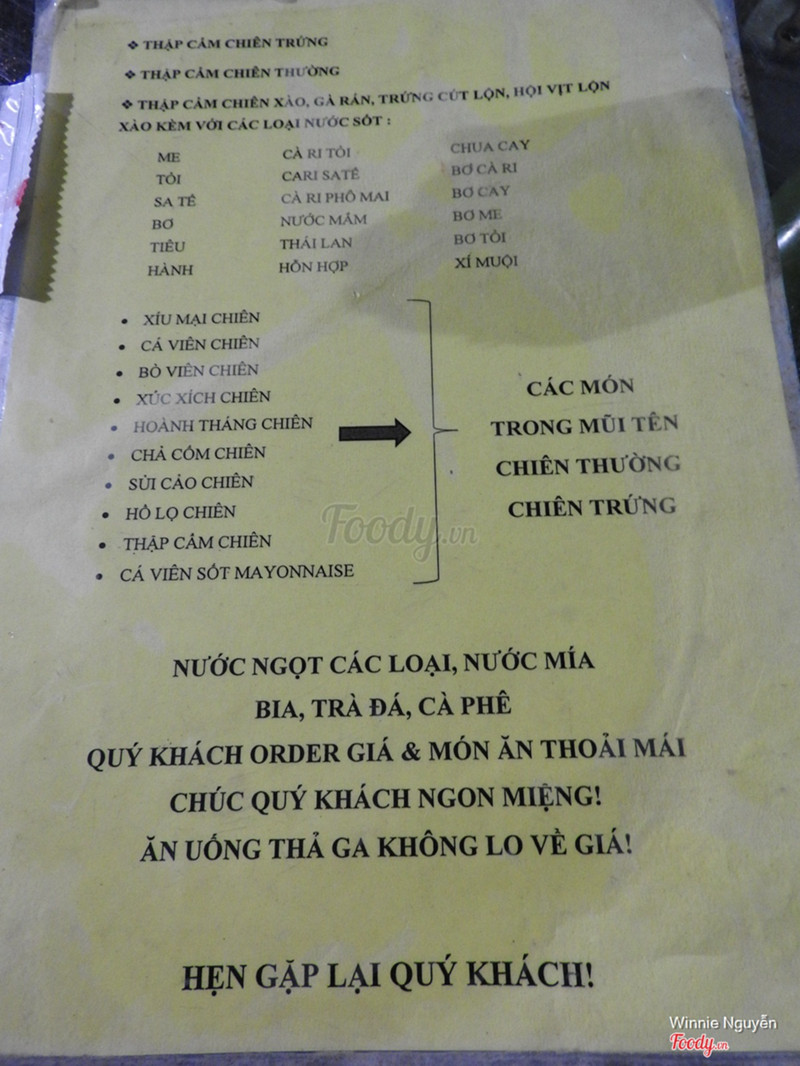 ❖ THẬP CẨM CHIÊN TRỨNG
❖ THẬP CẨM CHIÊN THƯỜNG
❖ THẬP CẨM CHIÊN XÀO, GÀ RÁN, TRỨNG CÚT LỘN, HỘI VỊT LỘN
XÀO KÈM VỚI CÁC LOẠI NƯỚC SỐT :
ME CÀ RI TỎI CHUA CAY
TỎI CARI SATẾ BƠ CÀ RI
SA TẾ CÀ RI PHÔ MAI BƠ CAY
BƠ NƯỚC MẮM BƠ ME
TIÊU THÁI LAN BƠ TỎI
HÀNH HỖN HỢP XÍ MUỘI
• XÍU MẠI CHIÊN
• CÁ VIÊN CHIÊN
• BÒ VIÊN CHIÊN
• XÚC XÍCH CHIÊN
• HOÀNH THÁNG CHIÊN
• CHẢ CỐM CHIÊN
• SỦI CẢO CHIÊN
• HỒ LỌ CHIÊN
• THẬP CẨM CHIÊN
• CÁ VIÊN SỐT MAYONNAISE
CÁC MÓN
TRONG MŨI TÊN
CHIÊN THƯỜNG
CHIÊN TRỨNG
Foody.vn
NƯỚC NGỌT CÁC LOẠI, NƯỚC MÍA
BIA, TRÀ ĐÁ, CÀ PHÊ
QUÝ KHÁCH ORDER GIÁ & MÓN ĂN THOẢI MÁI
CHÚC QUÝ KHÁCH NGON MIỆNG!
ĂN UỐNG THẢ GA KHÔNG LO VỀ GIÁ!
HẸN GẶP LẠI QUÝ KHÁCH!
Winnie Nguyễn
Foody.vn